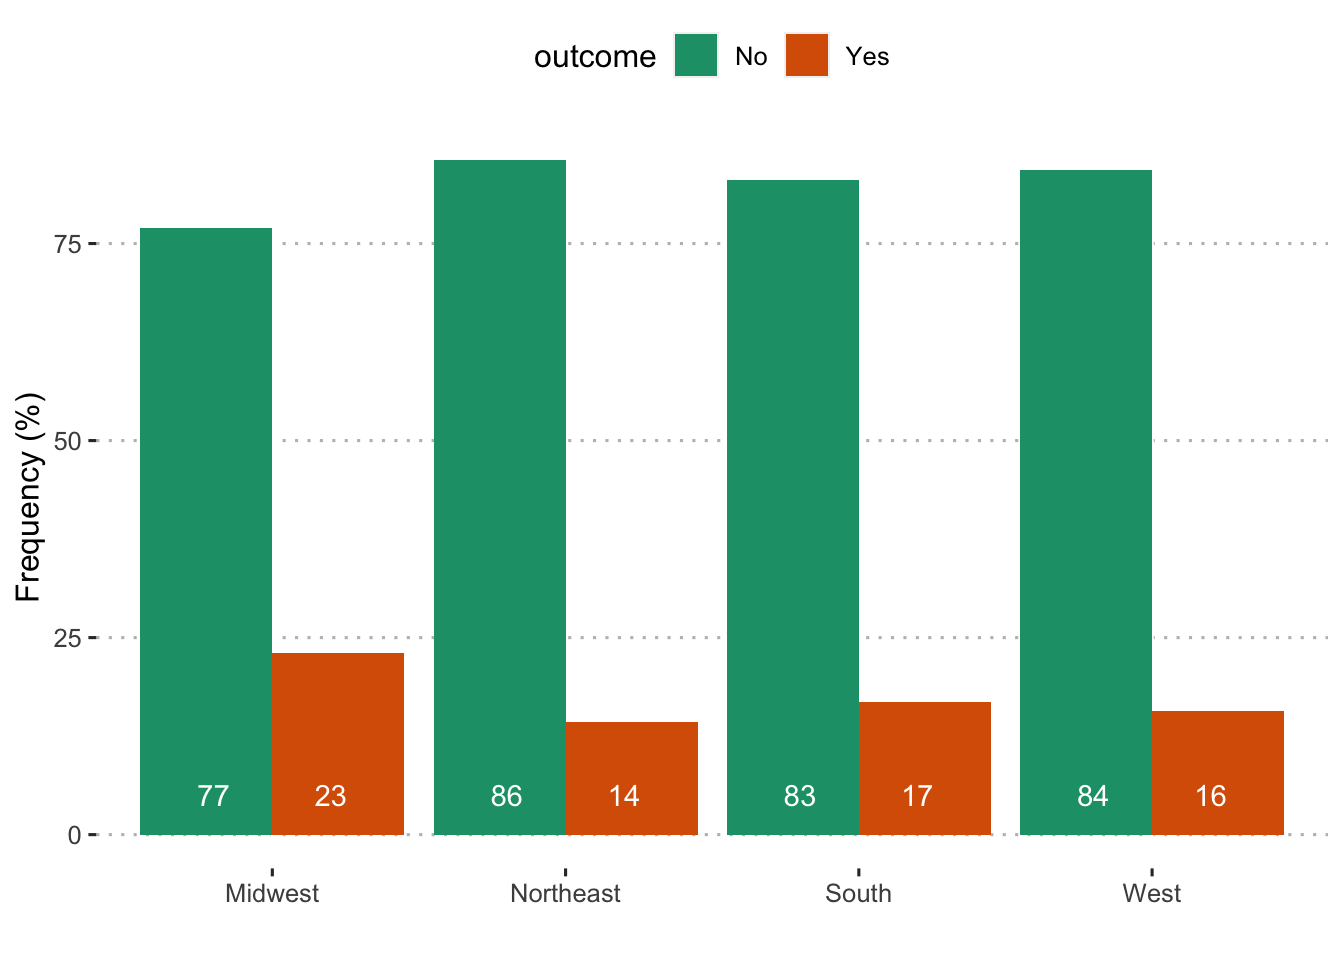 outcome No Yes
Frequency (%)
75
50
25
0
77 23 86 14 83 17 84 16
Midwest Northeast South West